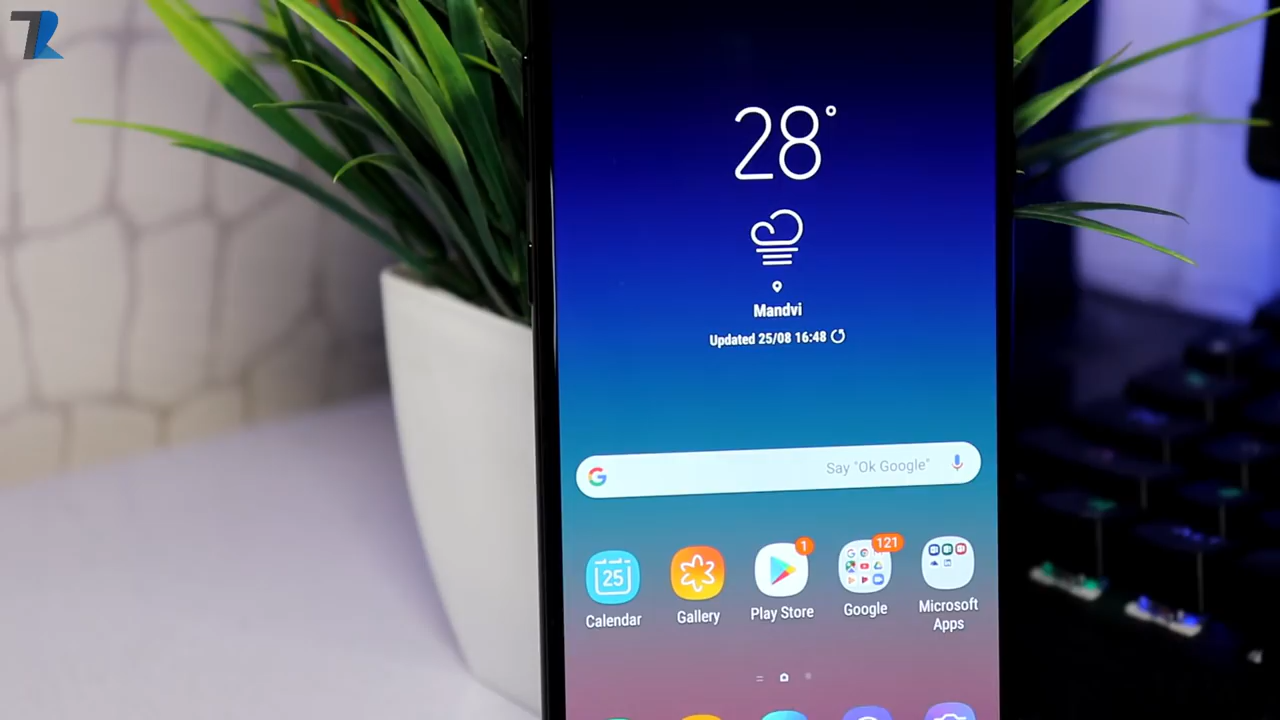 TR
28°
Mandvi
Updated 25/08 16:48
G Say "Ok Google"
1
121
25
Calendar
Gallery
Play Store
Google
Microsoft
Apps